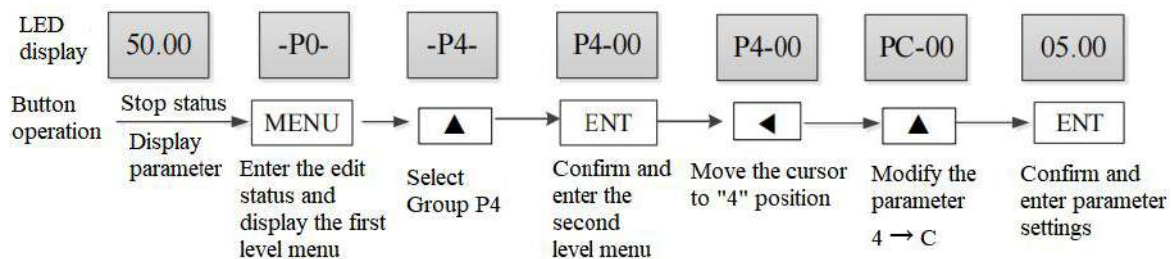 LED
display
50.00
-P0-
-P4-
P4-00
P4-00
PC-00
05.00
Button
operation
Stop status
Display
parameter
MENU
▲
ENT
◀
▲
ENT
Enter the edit
status and
display the first
level menu
Select
Group P4
Confirm and
enter the
second
level menu
Move the cursor
to "4" position
Modify the
parameter
4 → C
Confirm and
enter parameter
settings